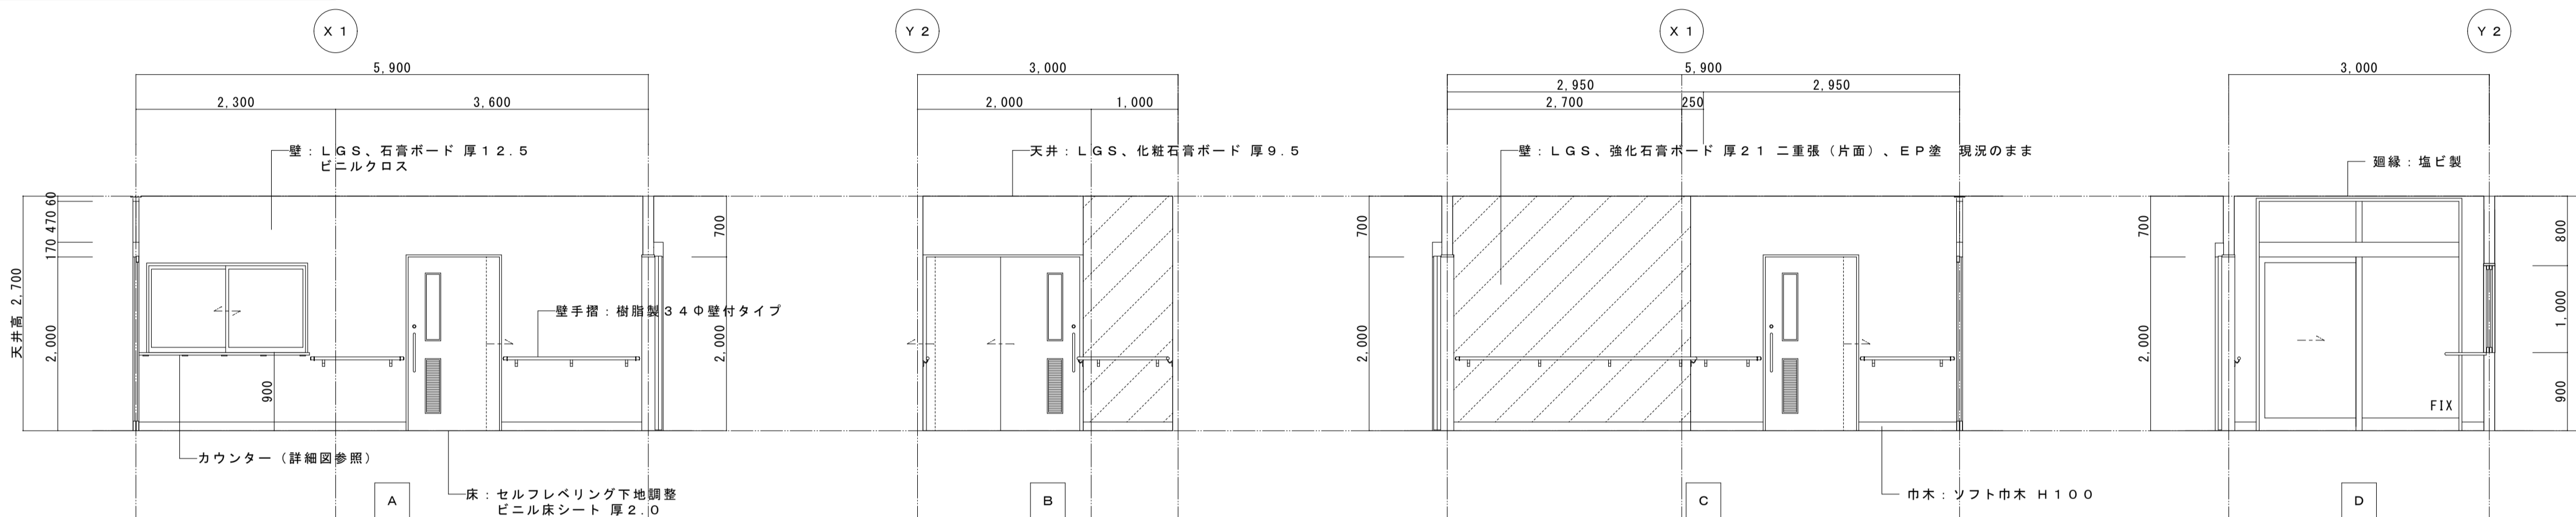 X 1
Y 2
X 1
Y 2
5,900
3,000
5,900
3,000
2,950
2,950
2,300
3,600
2,000
1,000
2,700
250
壁：ＬＧＳ、石膏ボード 厚１２．５
ビニルクロス
天井：ＬＧＳ、化粧石膏ボード 厚９．５
壁：ＬＧＳ、強化石膏ボード 厚２１ 二重張（片面）、ＥＰ塗　現況のまま
廻縁：塩ビ製
天井高 2,700
60
470
170
2,000
700
2,000
900
壁手摺：樹脂製３４Φ壁付タイプ
700
2,000
700
2,000
800
1,000
900
FIX
カウンター（詳細図参照）
床：セルフレベリング下地調整
ビニル床シート 厚２．０
巾木：ソフト巾木 Ｈ１００
A
B
C
D